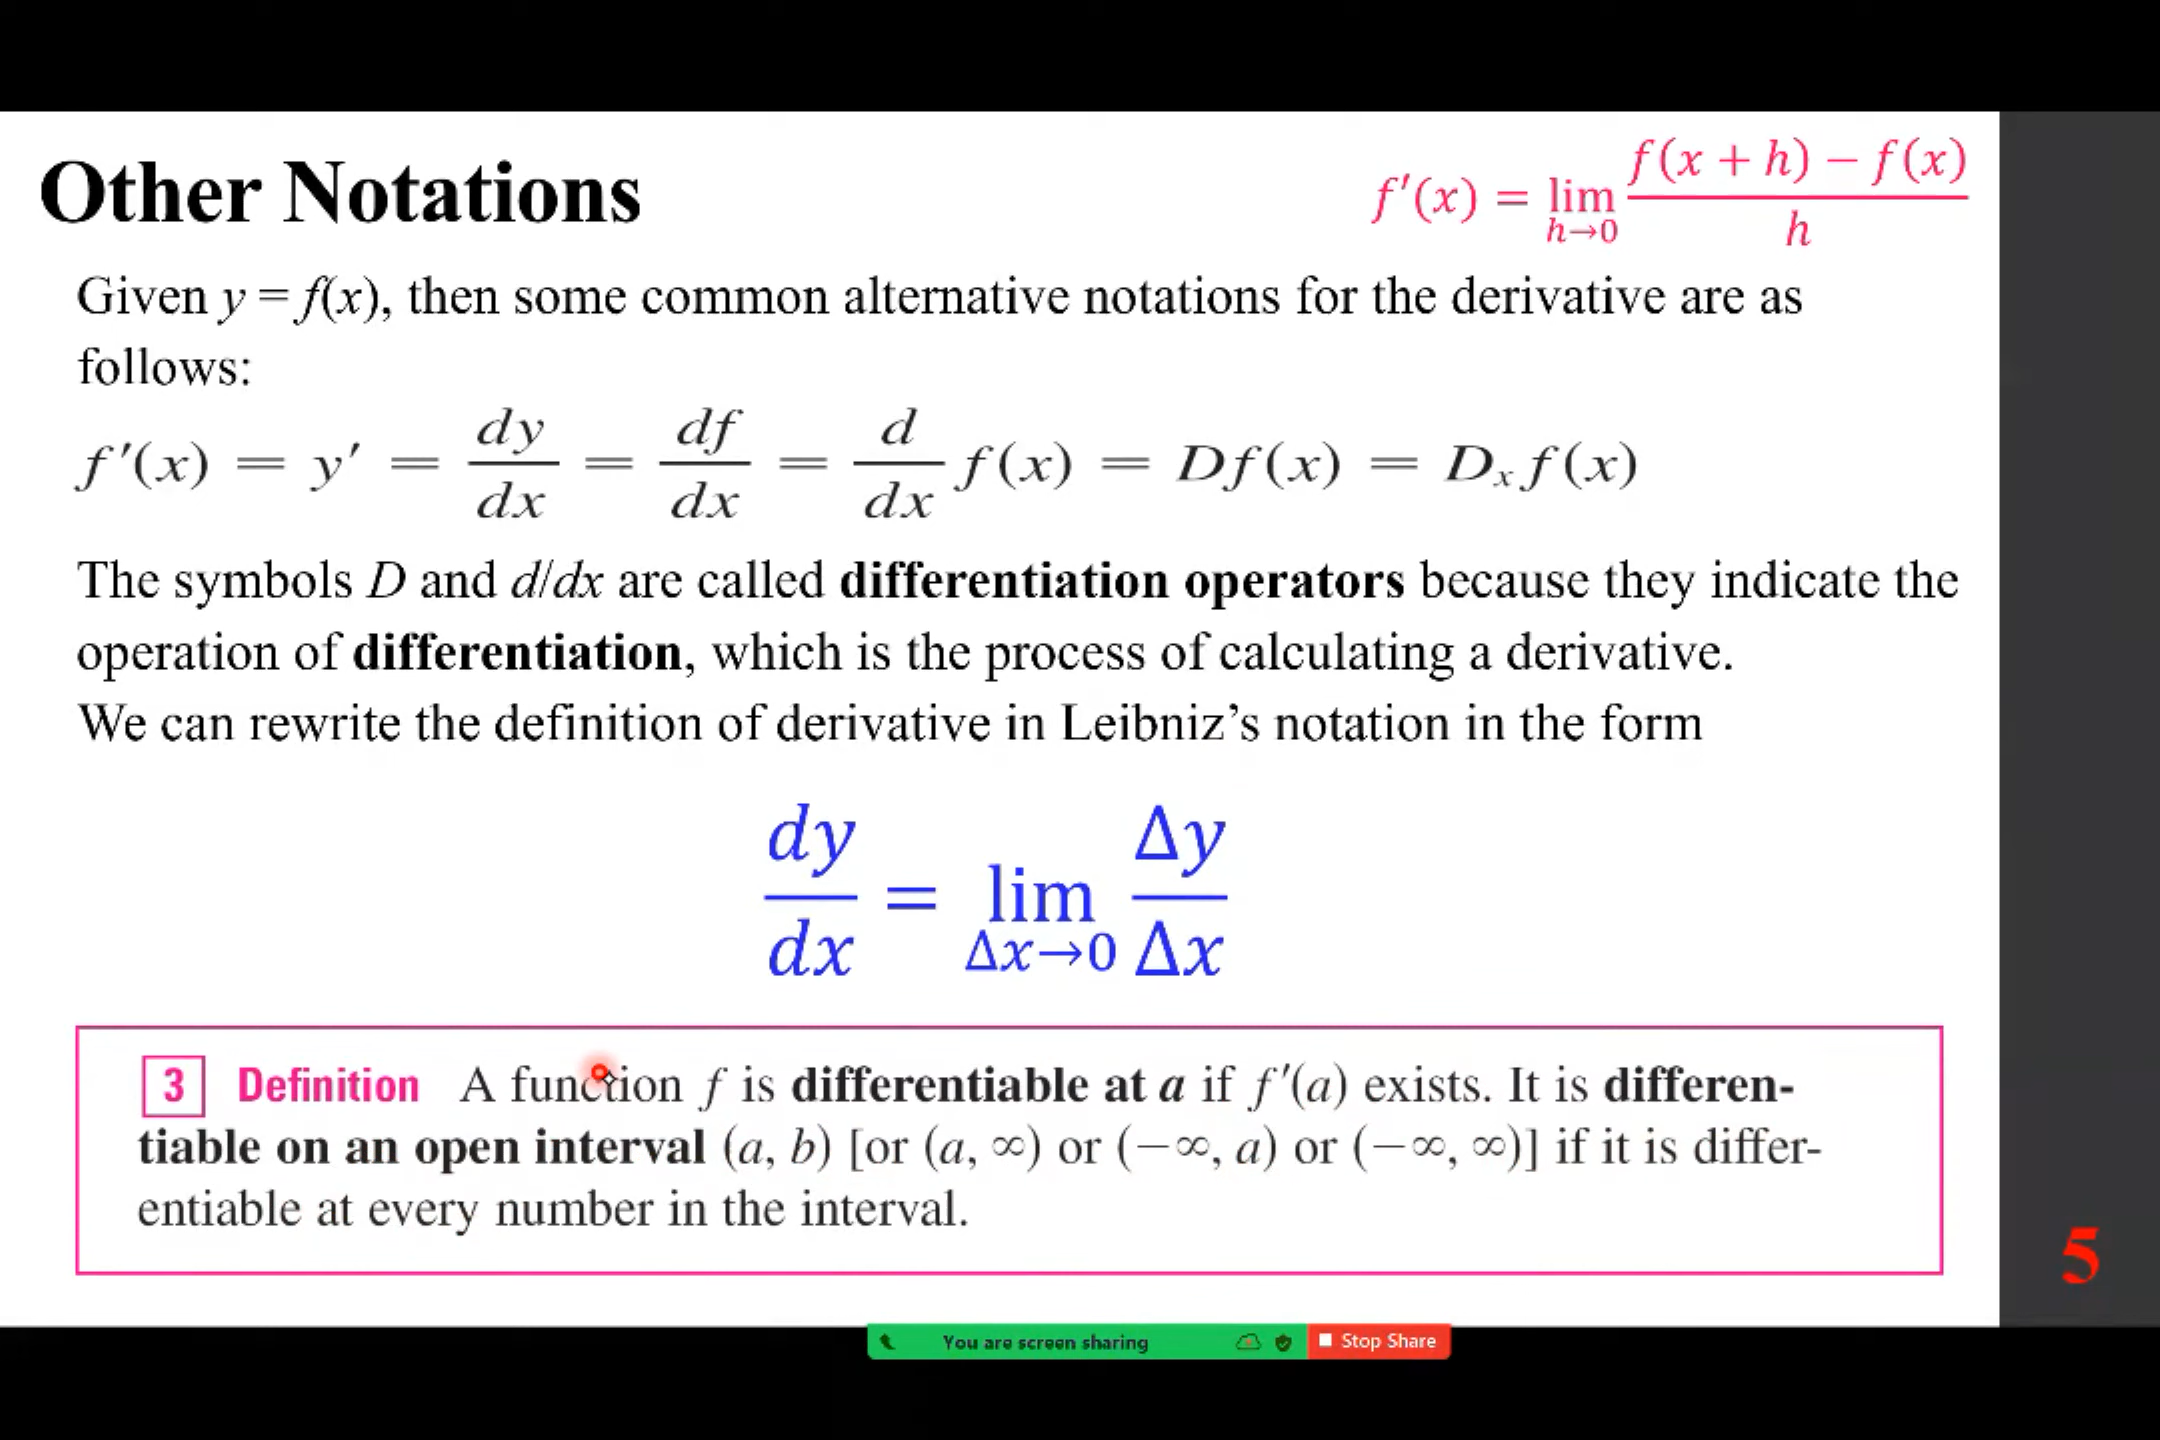 Other Notations
f′(x) = lim h→0 f(x + h) − f(x) / h
Given y = f(x), then some common alternative notations for the derivative are as
follows:
f′(x) = y′ = dy/dx = df/dx = d/dx f(x) = Df(x) = Dₓf(x)
The symbols D and d/dx are called differentiation operators because they indicate the
operation of differentiation, which is the process of calculating a derivative.
We can rewrite the definition of derivative in Leibniz’s notation in the form
dy/dx = lim Δx→0 Δy/Δx
3 Definition A function f is differentiable at a if f′(a) exists. It is differen-
tiable on an open interval (a, b) [or (a, ∞) or (−∞, a) or (−∞, ∞)] if it is differ-
entiable at every number in the interval.
5
You are screen sharing Stop Share